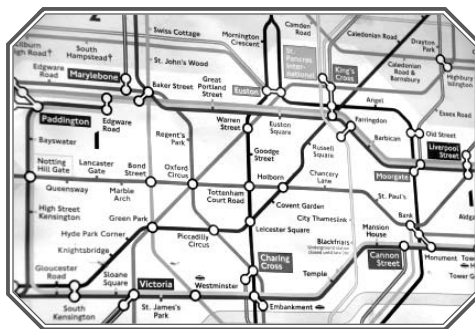 2
Swiss Cottage
Mornington
Crescent
Camden
Road
Caledonian Road
Drayton
Park
High Road
South
Hampstead
St. John's Wood
St.
Pancras
Inter-
national
King's
Cross
Caledonian
Road
& Barnsbury
Highbury
Islington
Edgware
Road
Marylebone
Baker Street
Great
Portland
Street
Euston
Angel
Essex Road
Paddington
Edgware
Road
Warren
Street
Euston
Square
Farringdon
Old Street
Bayswater
Regent's
Park
Russell
Square
Barbican
Liverpool
Street
Goodge
Street
Notting
Hill Gate
Lancaster
Gate
Bond
Street
Oxford
Circus
Holborn
Chancery
Lane
Moorgate
Queensway
Marble
Arch
Tottenham
Court Road
St. Paul's
High Street
Kensington
Green Park
Covent Garden
Bank
City Thameslink
Leicester Square
Mansion
House
Hyde Park Corner
Piccadilly
Circus
Blackfriars
Knightsbridge
Charing
Cross
Cannon
Street
Monument
Gloucester
Road
Sloane
Square
Victoria
Westminster
Temple
South
Kensington
St. James's
Park
Embankment